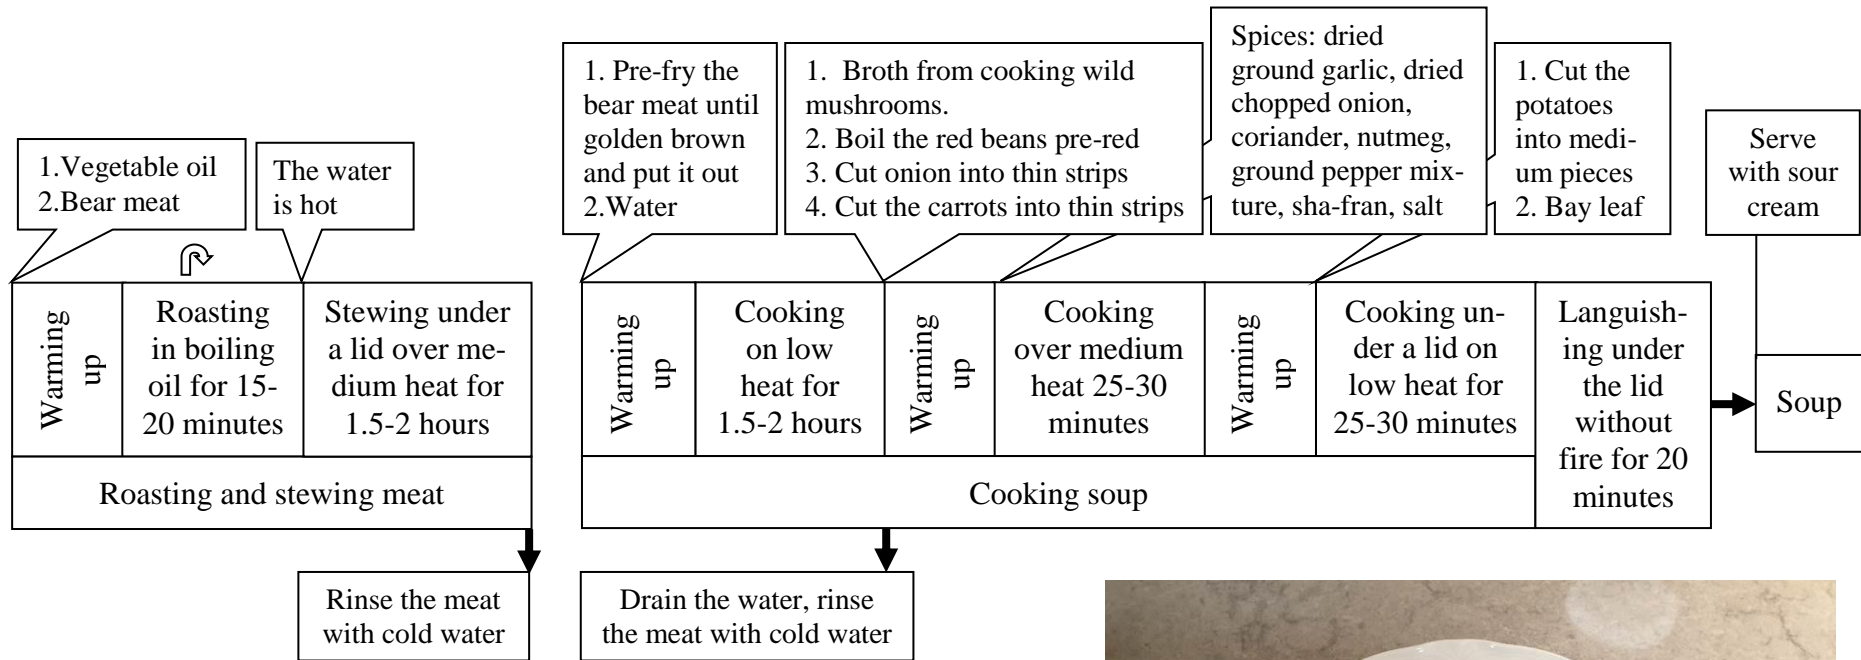 1.Vegetable oil
2.Bear meat
The water
is hot
1. Pre-fry the
bear meat until
golden brown
and put it out
2.Water
1. Broth from cooking wild
mushrooms.
2. Boil the red beans pre-red
3. Cut onion into thin strips
4. Cut the carrots into thin strips
Spices: dried
ground garlic, dried
chopped onion,
coriander, nutmeg,
ground pepper mix-
ture, sha-fran, salt
1. Cut the
potatoes
into medi-
um pieces
2. Bay leaf
Serve
with sour
cream
Warming
up
Roasting
in boiling
oil for 15-
20 minutes
Stewing under
a lid over me-
dium heat for
1.5-2 hours
Roasting and stewing meat
Warming
up
Cooking
on low
heat for
1.5-2 hours
Warming
up
Cooking
over medium
heat 25-30
minutes
Warming
up
Cooking un-
der a lid on
low heat for
25-30 minutes
Cooking soup
Languish-
ing under
the lid
without
fire for 20
minutes
Soup
Rinse the meat
with cold water
Drain the water, rinse
the meat with cold water